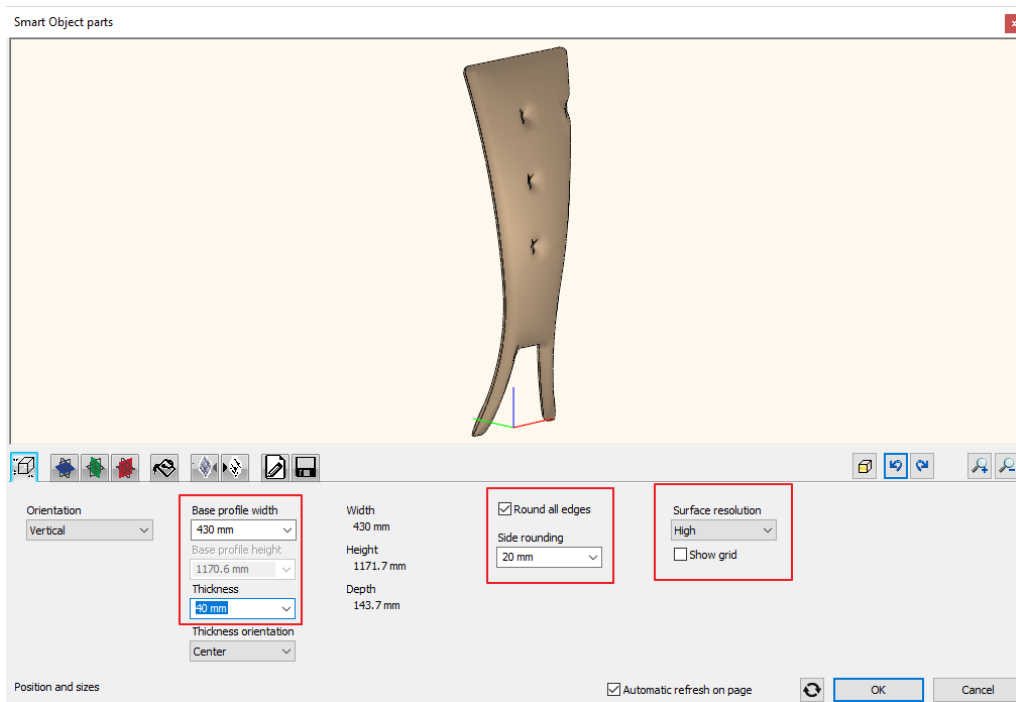 Smart Object parts
x
Orientation
Vertical
Base profile width
430 mm
Base profile height
1170.6 mm
Thickness
40 mm
Thickness orientation
Center
Width
430 mm
Height
1171.7 mm
Depth
143.7 mm
Round all edges
Side rounding
20 mm
Surface resolution
High
Show grid
Position and sizes
Automatic refresh on page
OK
Cancel